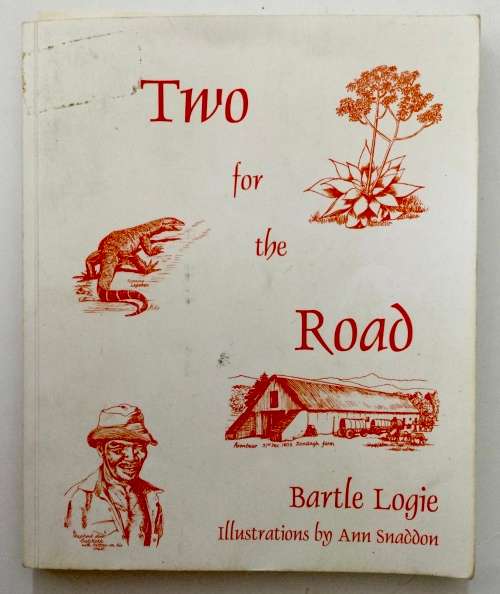 Two
for
the
Road
Bartle Logie
Illustrations by Ann Snaddon